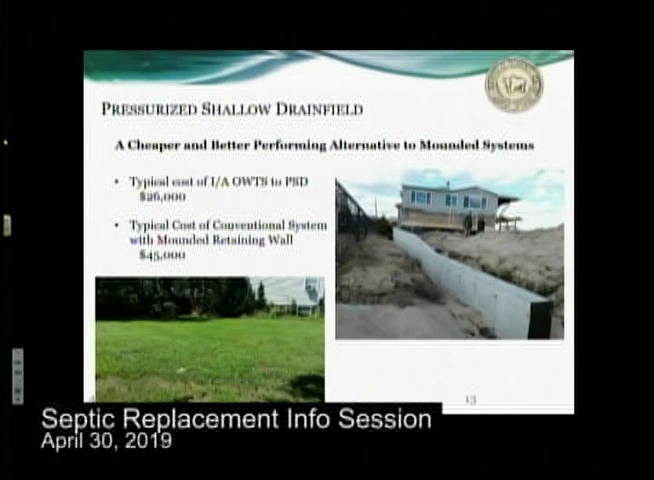 PRESSURIZED SHALLOW DRAINFIELD
A Cheaper and Better Performing Alternative to Mounded Systems
• Typical cost of I/A OWTS to PSD
$26,000
• Typical Cost of Conventional System
with Mounded Retaining Wall
$45,000
13
Septic Replacement Info Session
April 30, 2019